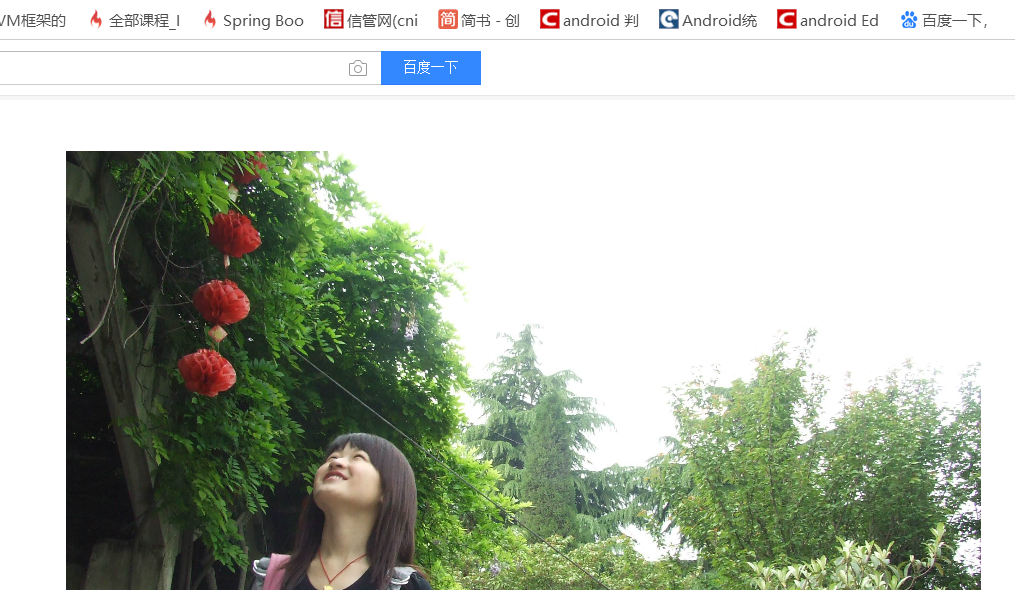 VM框架的 全部课程_I Spring Boo 信 信管网(cni 简 简书 - 创 C android 判 Android统 C android Ed 百度一下，
百度一下